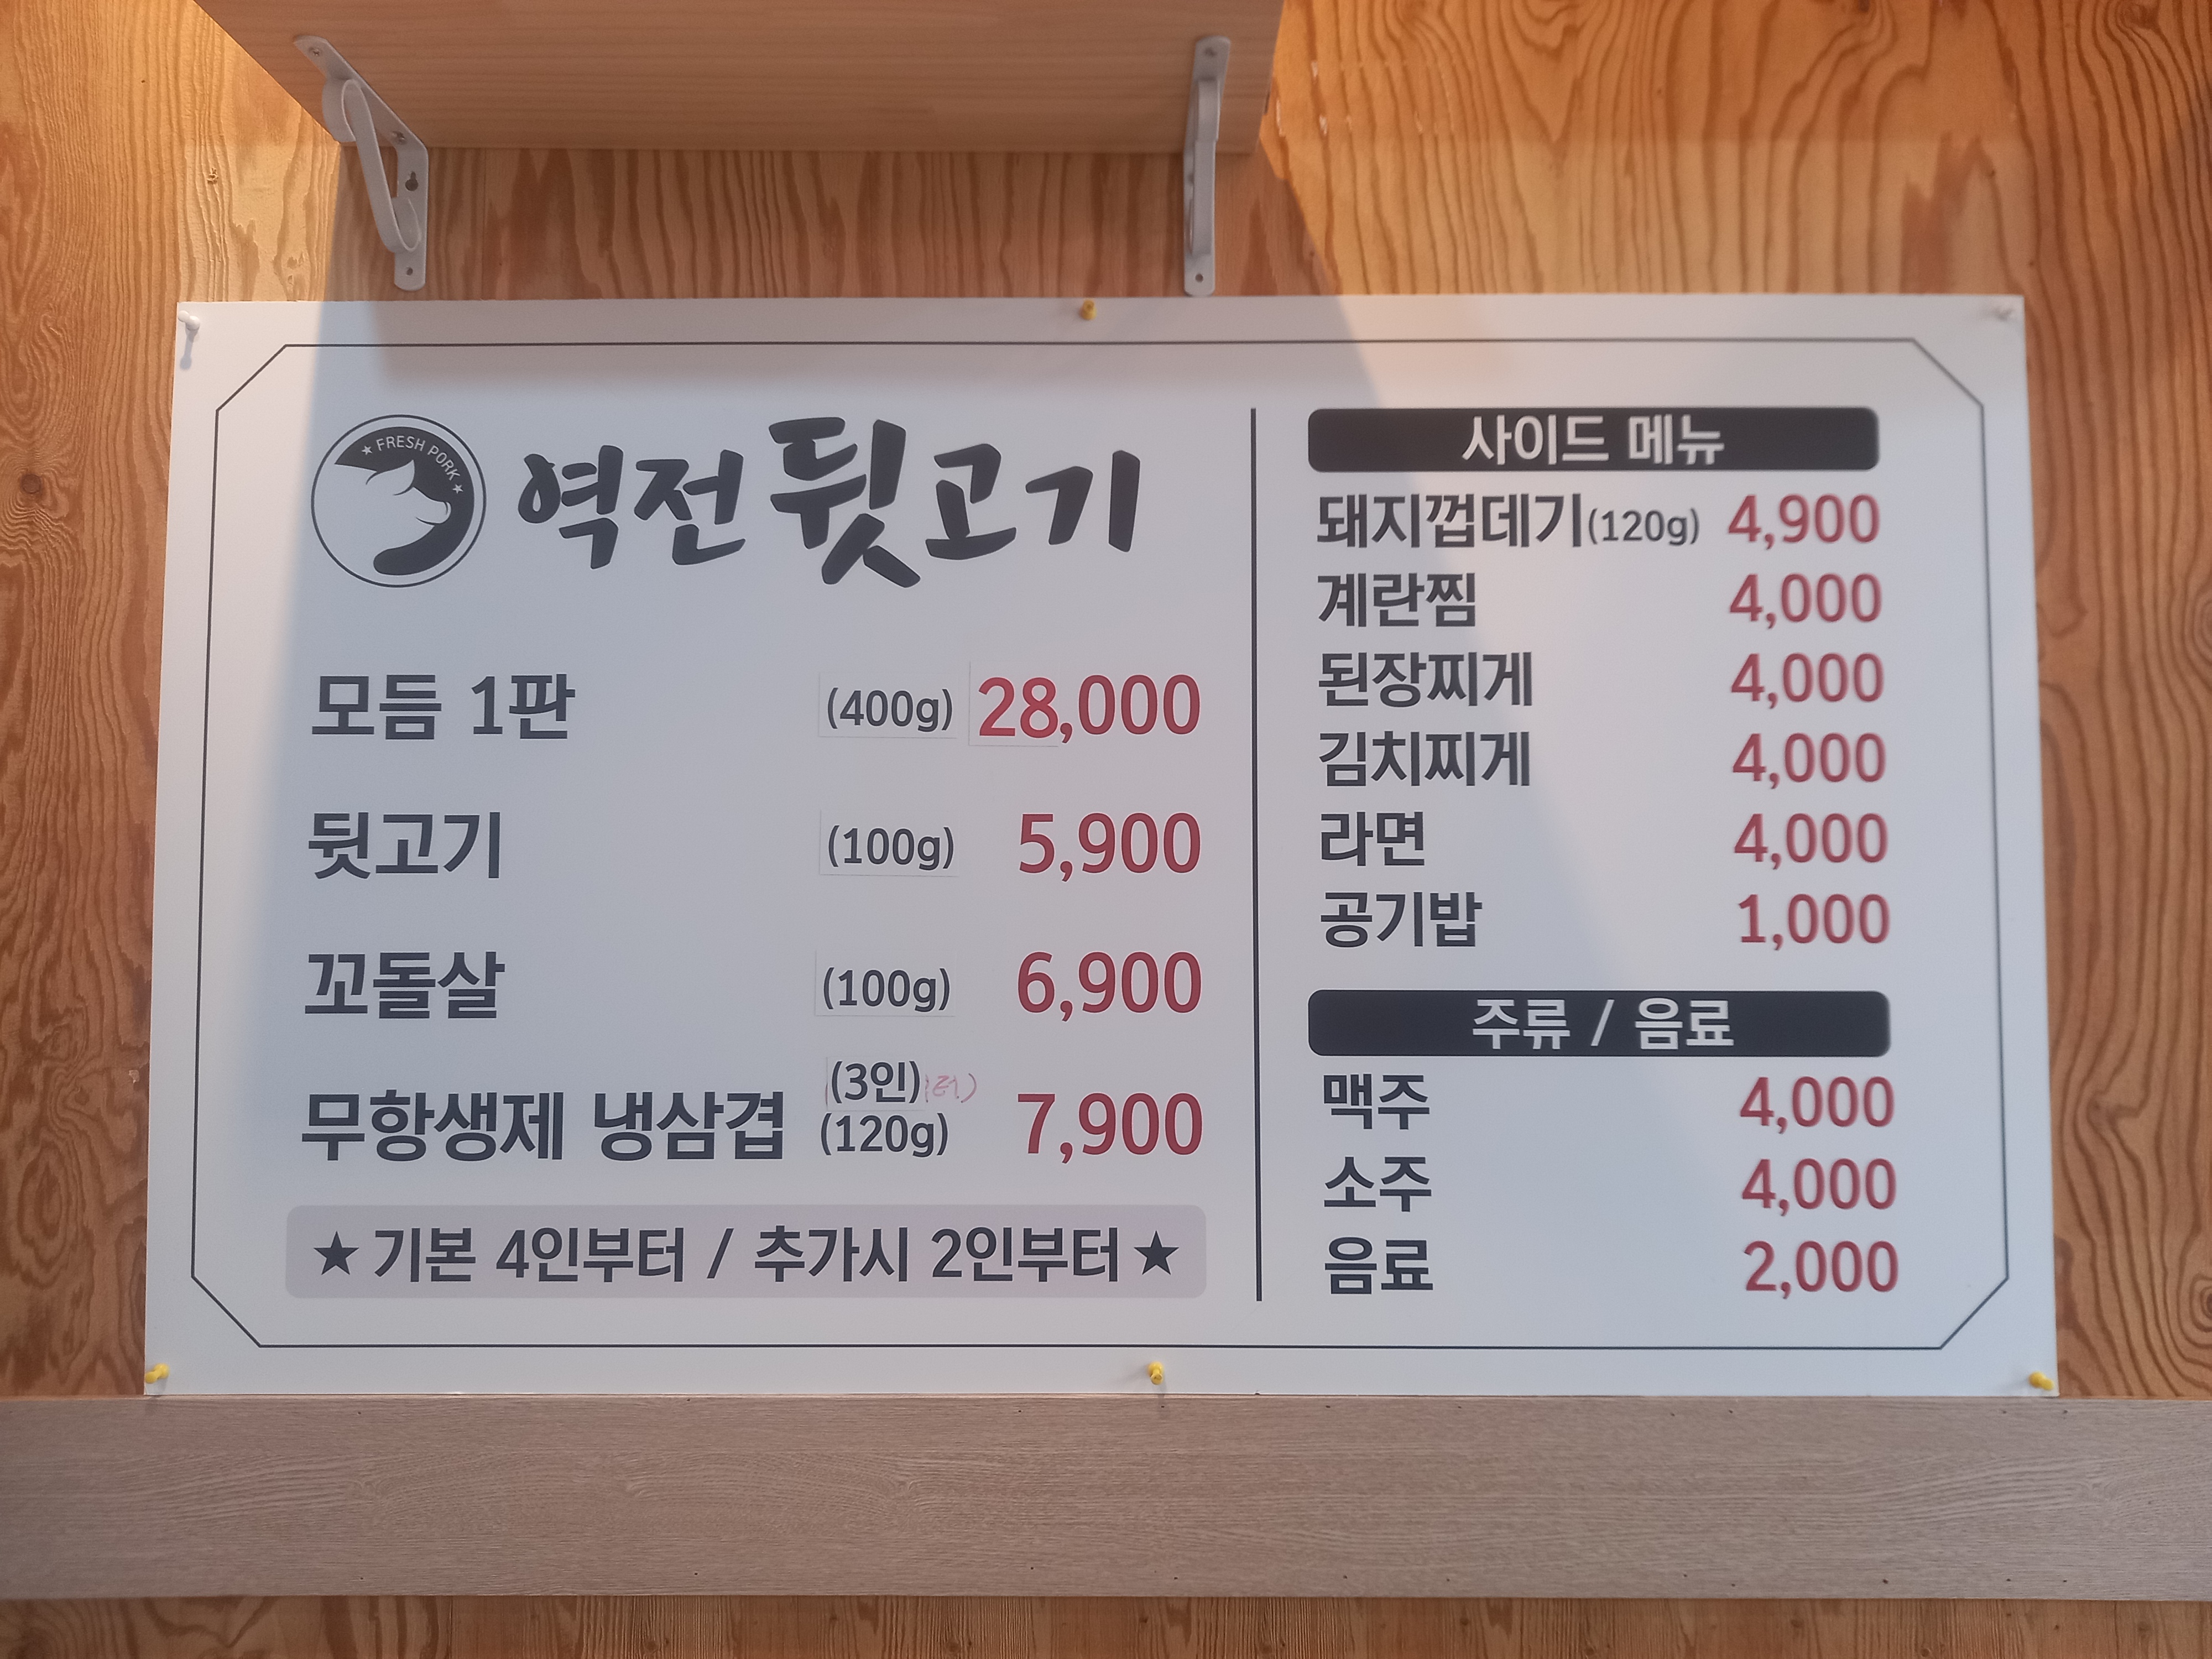 ★ FRESH PORK ★
역전뒷고기
모듬 1판 (400g) 28,000
뒷고기 (100g) 5,900
꼬돌살 (100g) 6,900
(3인)
무항생제 냉삼겹 (120g) 7,900
★ 기본 4인부터 / 추가시 2인부터 ★
사이드 메뉴
돼지껍데기(120g) 4,900
계란찜 4,000
된장찌게 4,000
김치찌게 4,000
라면 4,000
공기밥 1,000
주류 / 음료
맥주 4,000
소주 4,000
음료 2,000